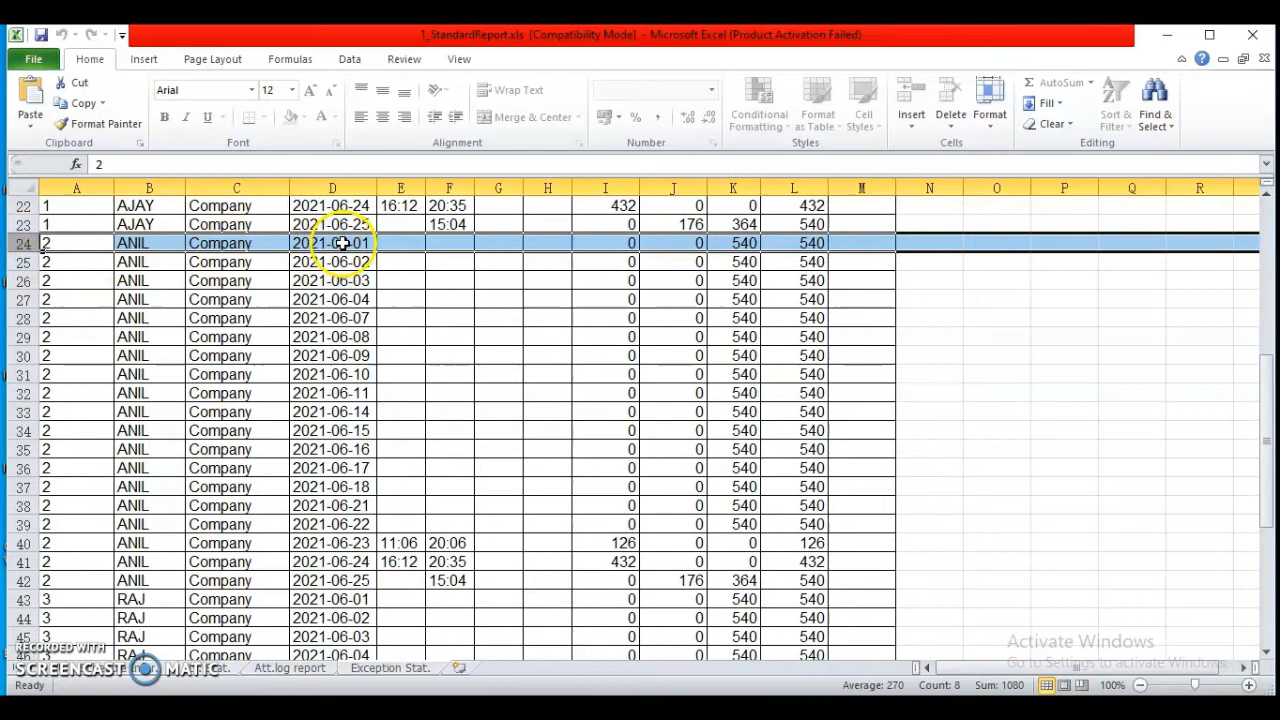 1_StandardReport.xls [Compatibility Mode] - Microsoft Excel (Product Activation Failed)
File Home Insert Page Layout Formulas Data Review View
Paste Cut Copy Format Painter Clipboard
Arial 12 B I U Font
Wrap Text Merge & Center Alignment
% Number
Conditional Formatting Format as Table Cell Styles Styles
Insert Delete Format Cells
AutoSum Fill Clear Sort & Filter Find & Select Editing
fx 2
A B C D E F G H I J K L M N O P Q R
22 1 AJAY Company 2021-06-24 16:12 20:35 432 0 0 432
23 1 AJAY Company 2021-06-25 15:04 0 176 364 540
24 2 ANIL Company 2021-06-01 0 0 540 540
25 2 ANIL Company 2021-06-02 0 0 540 540
26 2 ANIL Company 2021-06-03 0 0 540 540
27 2 ANIL Company 2021-06-04 0 0 540 540
28 2 ANIL Company 2021-06-07 0 0 540 540
29 2 ANIL Company 2021-06-08 0 0 540 540
30 2 ANIL Company 2021-06-09 0 0 540 540
31 2 ANIL Company 2021-06-10 0 0 540 540
32 2 ANIL Company 2021-06-11 0 0 540 540
33 2 ANIL Company 2021-06-14 0 0 540 540
34 2 ANIL Company 2021-06-15 0 0 540 540
35 2 ANIL Company 2021-06-16 0 0 540 540
36 2 ANIL Company 2021-06-17 0 0 540 540
37 2 ANIL Company 2021-06-18 0 0 540 540
38 2 ANIL Company 2021-06-21 0 0 540 540
39 2 ANIL Company 2021-06-22 0 0 540 540
40 2 ANIL Company 2021-06-23 11:06 20:06 126 0 0 126
41 2 ANIL Company 2021-06-24 16:12 20:35 432 0 0 432
42 2 ANIL Company 2021-06-25 15:04 0 176 364 540
43 3 RAJ Company 2021-06-01 0 0 540 540
44 3 RAJ Company 2021-06-02 0 0 540 540
45 3 RAJ Company 2021-06-03 0 0 540 540
46 3 RAJ Company 2021-06-04 0 0 540 540
Activate Windows
Go to Settings to activate Windows.
RECORDED WITH
SCREENCAST MATIC
Att.log report Exception Stat.
Ready Average: 270 Count: 8 Sum: 1080 100%